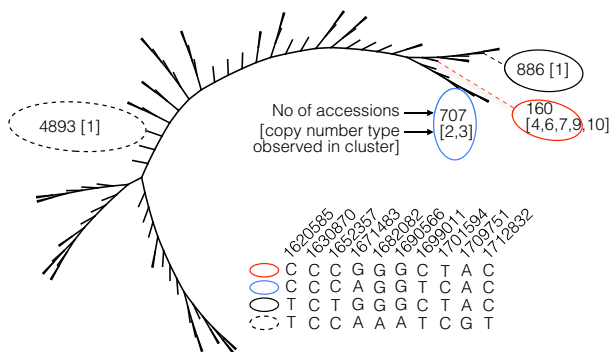 886 [1]
4893 [1]
No of accessions
[copy number type
observed in cluster]
707
[2,3]
160
[4,6,7,9,10]
1620585
1630870
1652357
1671483
1682082
1690566
1699011
1701594
1709751
1712832
C C C G G G C T A C
C C C A G G T C A C
T C T G G G C T A C
T C C A A A T C G T